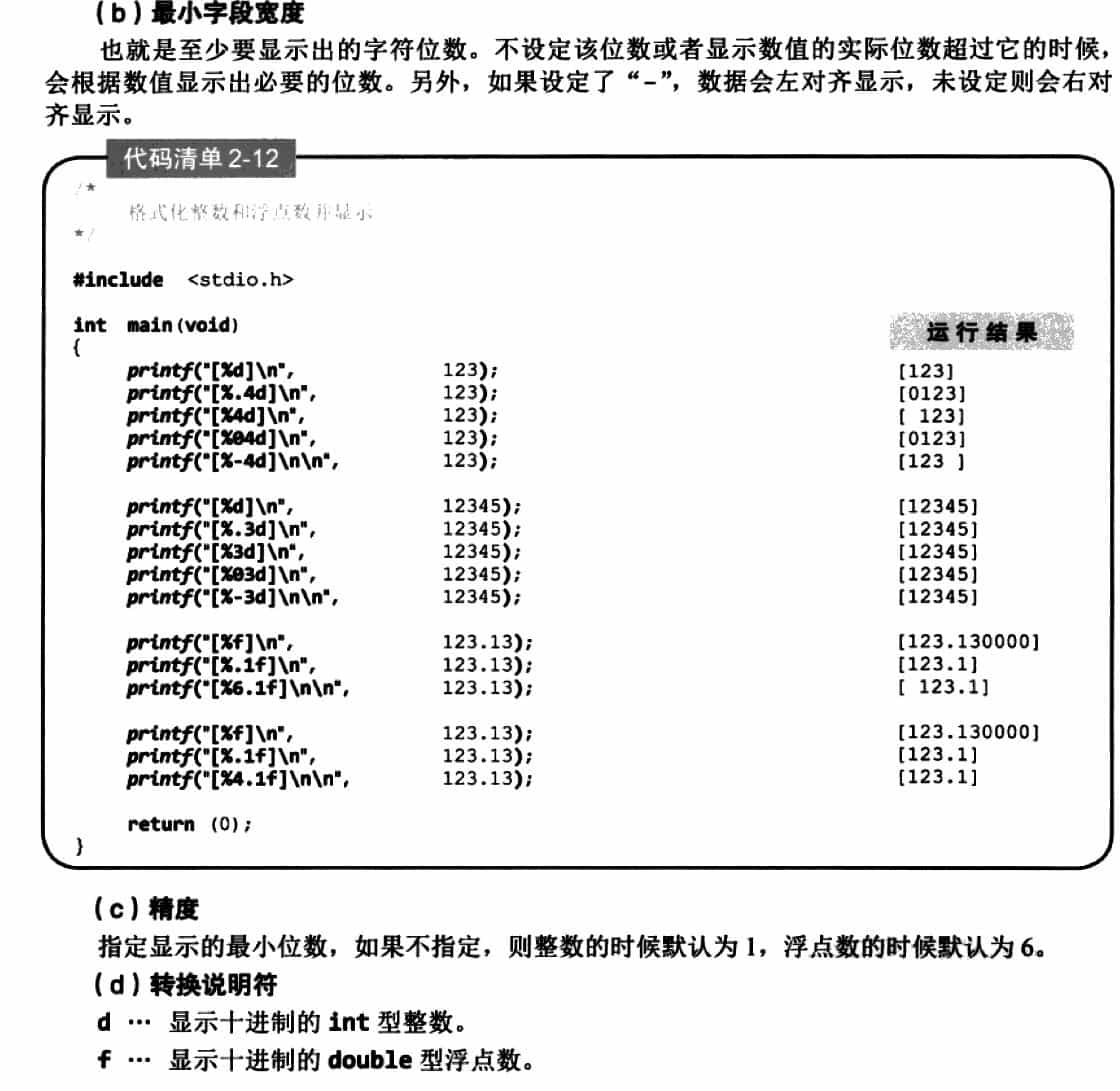 (b)最小字段宽度
也就是至少要显示出的字符位数。不设定该位数或者显示数值的实际位数超过它的时候,
会根据数值显示出必要的位数。另外,如果设定了“-”,数据会左对齐显示,未设定则会右对
齐显示。
代码清单 2-12
/*
格式化整数和浮点数并显示
*/
#include <stdio.h>
int main(void)
运行结果
{
printf("[%d]\n", 123); [123]
printf("[%.4d]\n", 123); [0123]
printf("[%4d]\n", 123); [ 123]
printf("[%04d]\n", 123); [0123]
printf("[%-4d]\n\n", 123); [123 ]
printf("[%d]\n", 12345); [12345]
printf("[%.3d]\n", 12345); [12345]
printf("[%3d]\n", 12345); [12345]
printf("[%03d]\n", 12345); [12345]
printf("[%-3d]\n\n", 12345); [12345]
printf("[%f]\n", 123.13); [123.130000]
printf("[%.1f]\n", 123.13); [123.1]
printf("[%6.1f]\n\n", 123.13); [ 123.1]
printf("[%f]\n", 123.13); [123.130000]
printf("[%.1f]\n", 123.13); [123.1]
printf("[%4.1f]\n\n", 123.13); [123.1]
return (0);
}
(c)精度
指定显示的最小位数,如果不指定,则整数的时候默认为 1,浮点数的时候默认为 6。
(d)转换说明符
d … 显示十进制的 int 型整数。
f … 显示十进制的 double 型浮点数。